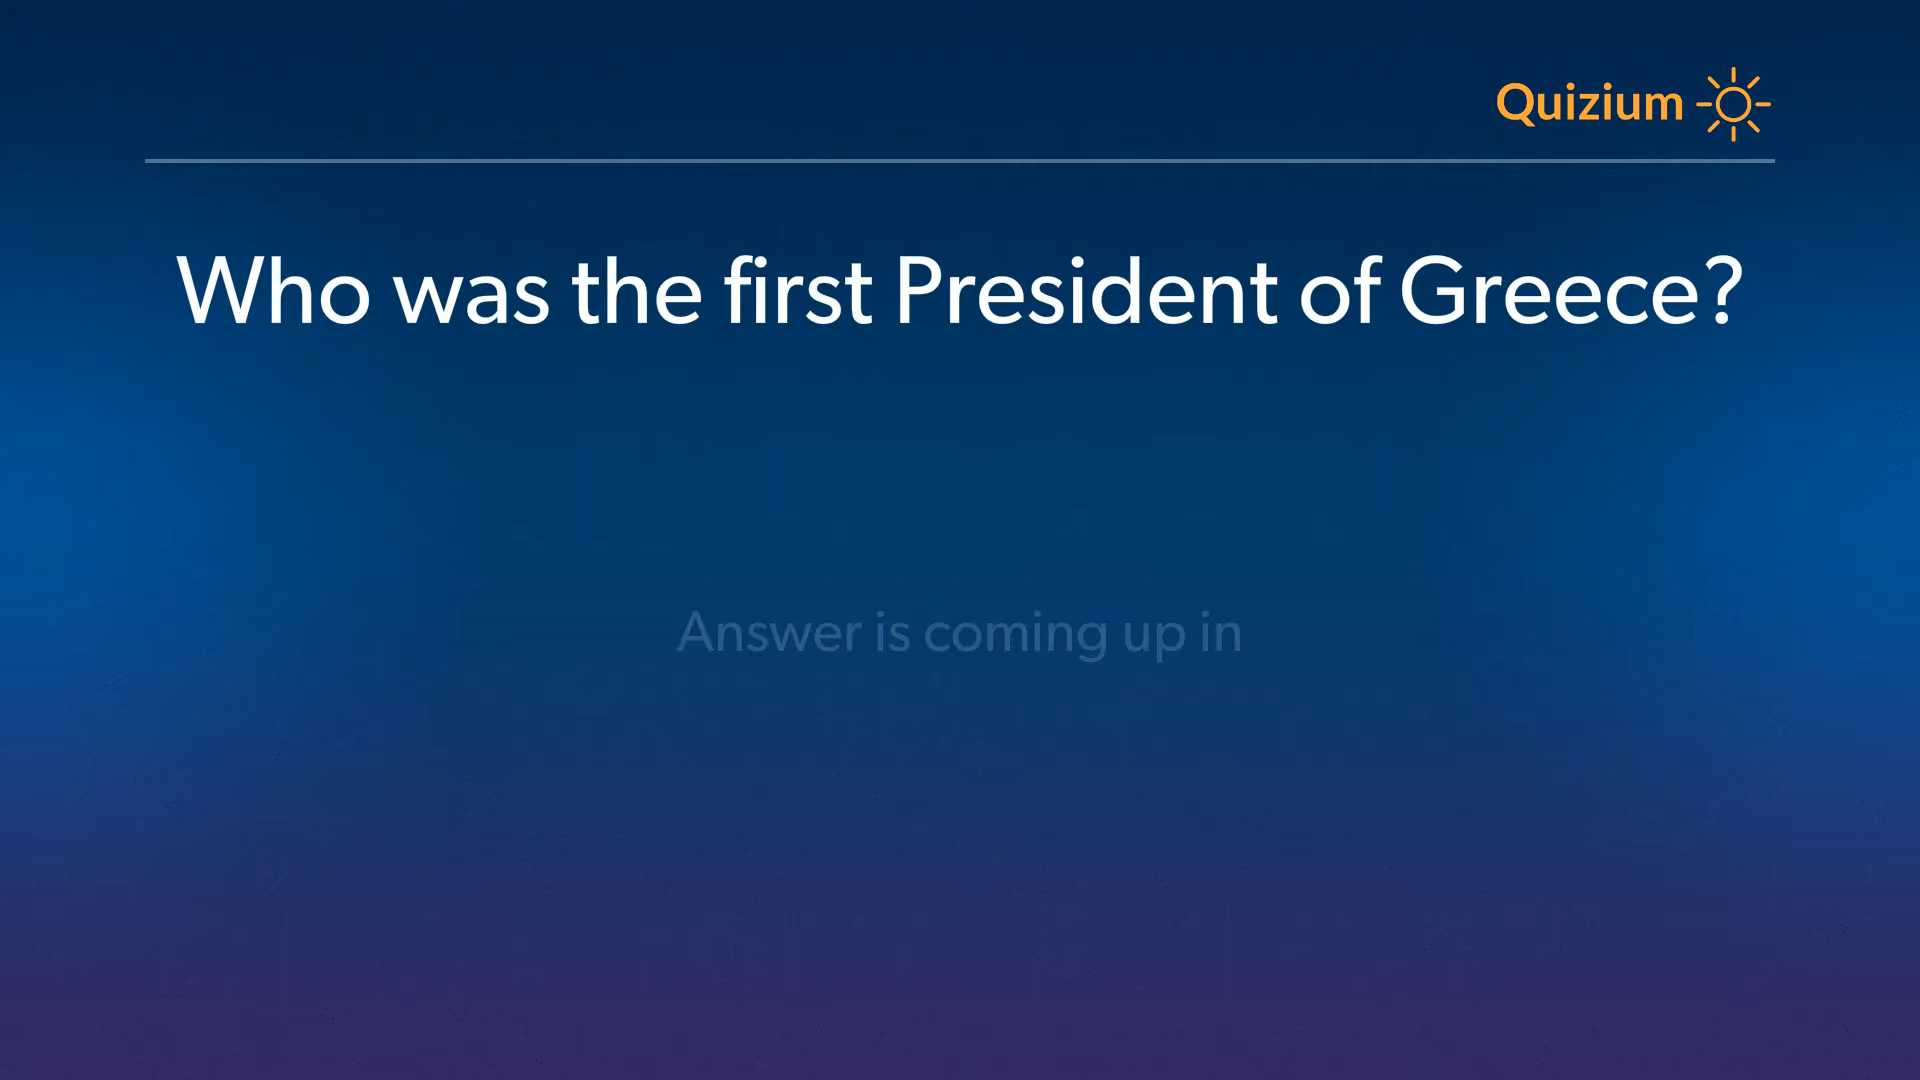 Quizium
Who was the first President of Greece?
Answer is coming up in